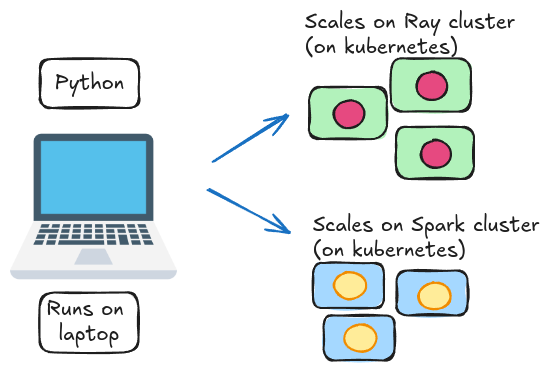 Python
Runs on
laptop
Scales on Ray cluster
(on kubernetes)
Scales on Spark cluster
(on kubernetes)